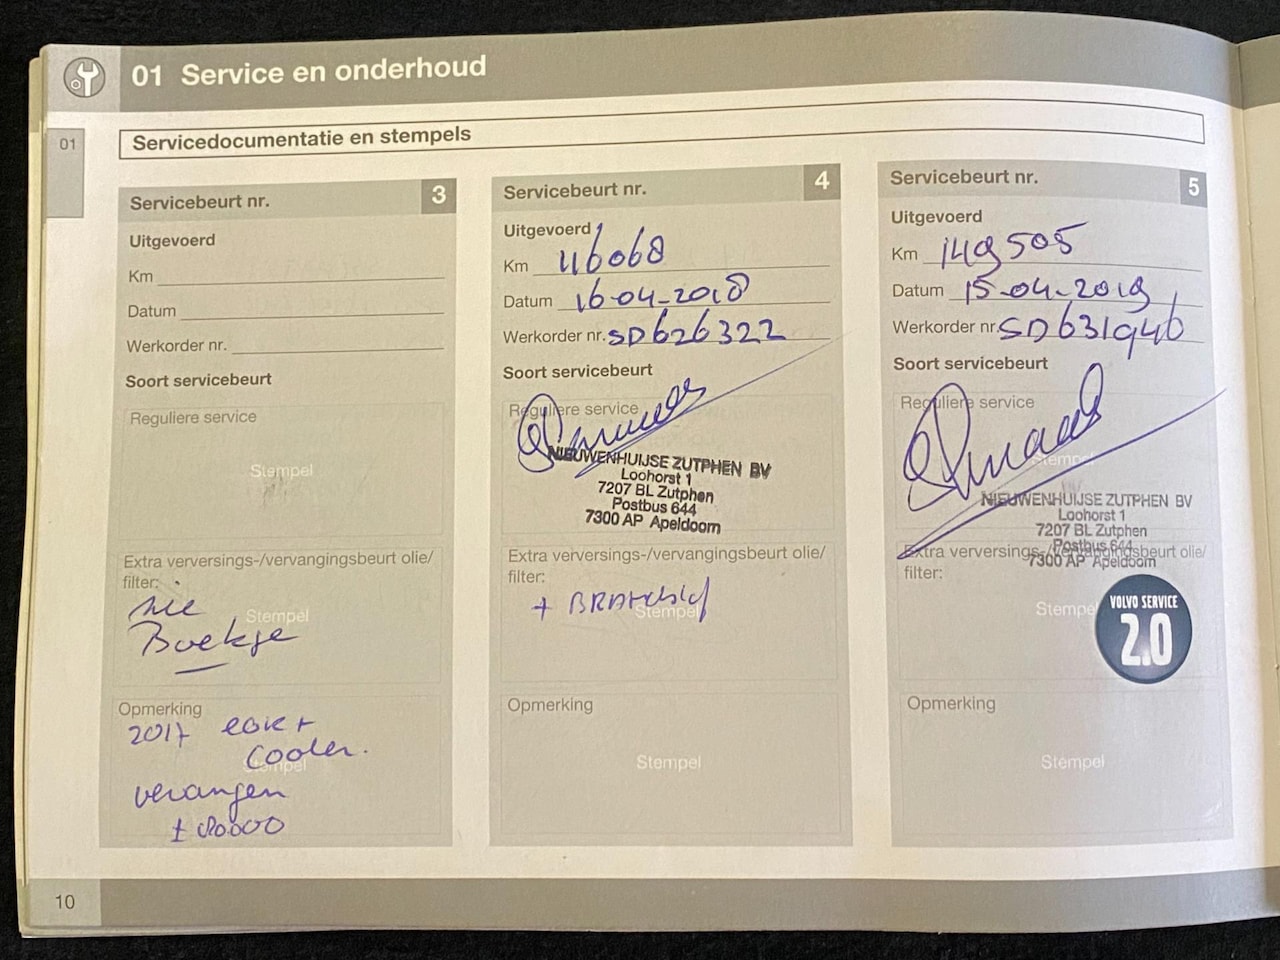 01 Service en onderhoud
01
Servicedocumentatie en stempels
Servicebeurt nr. 3
Uitgevoerd
Km
Datum
Werkorder nr.
Soort servicebeurt
Reguliere service
Stempel
Extra verversings-/vervangingsbeurt olie/
filter:
Stempel
Boekje
Opmerking
2017
cooler.
Stempel
vervangen
Servicebeurt nr. 4
Uitgevoerd
Km 116068
Datum 16-04-2018
Werkorder nr. SD626322
Soort servicebeurt
Reguliere service
NIEUWENHUIJSE ZUTPHEN BV
Loohorst 1
7207 BL Zutphen
Postbus 644
7300 AP Apeldoorn
Extra verversings-/vervangingsbeurt olie/
filter:
Stempel
Opmerking
Stempel
Servicebeurt nr. 5
Uitgevoerd
Km 149505
Datum 15-04-2019
Werkorder nr. SD631946
Soort servicebeurt
Reguliere service
Stempel
NIEUWENHUIJSE ZUTPHEN BV
Loohorst 1
7207 BL Zutphen
Postbus 644
7300 AP Apeldoorn
Extra verversings-/vervangingsbeurt olie/
filter:
Stempel
VOLVO SERVICE
2.0
Opmerking
Stempel
10